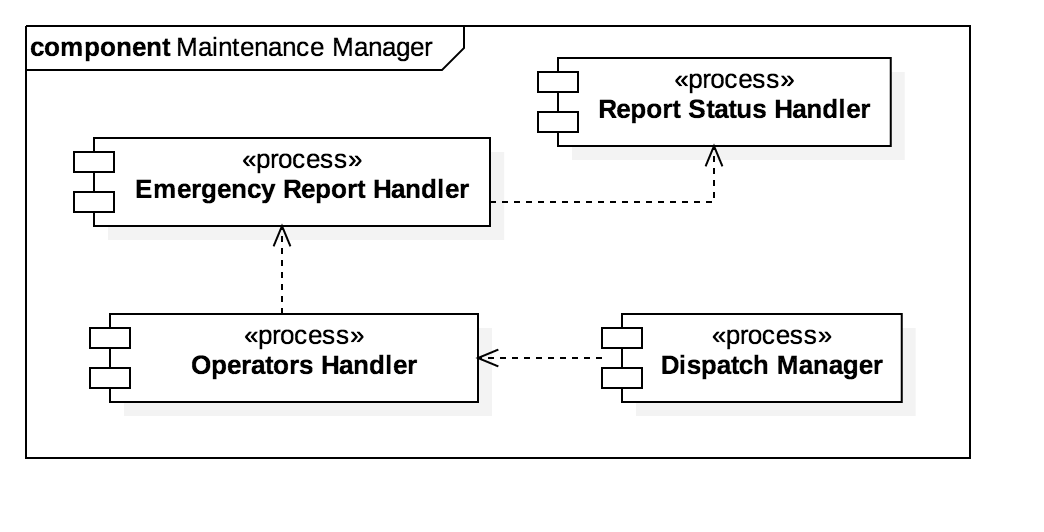 component Maintenance Manager
«process»
Report Status Handler
«process»
Emergency Report Handler
«process»
Operators Handler
«process»
Dispatch Manager